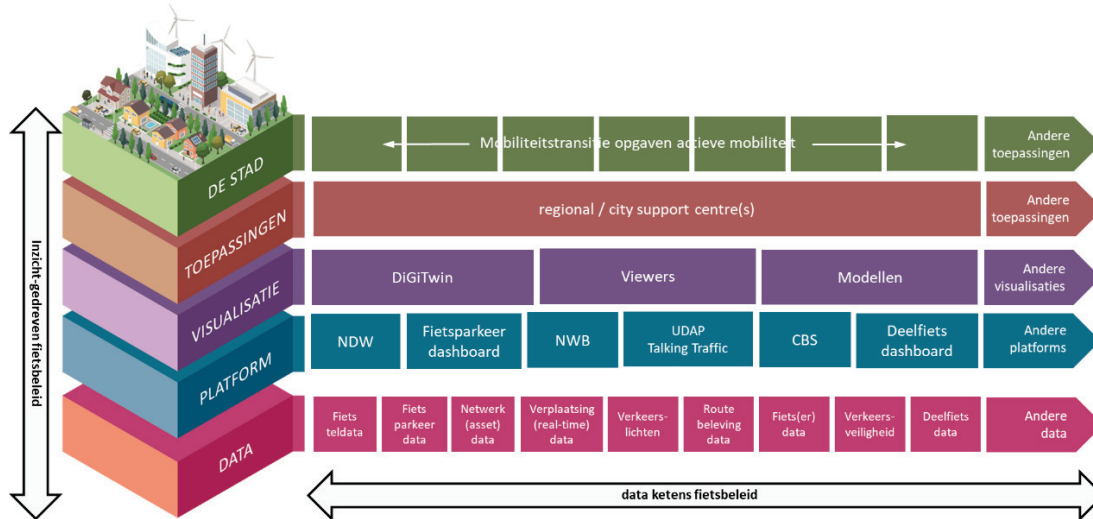 Inzicht-gedreven fietsbeleid
DE STAD
Mobiliteitstransitie opgaven actieve mobiliteit
Andere
toepassingen
TOEPASSINGEN
regional / city support centre(s)
Andere
toepassingen
VISUALISATIE
DiGiTwin
Viewers
Modellen
Andere
visualisaties
PLATFORM
NDW
Fietsparkeer
dashboard
NWB
UDAP
Talking Traffic
CBS
Deelfiets
dashboard
Andere
platforms
DATA
Fiets
teldata
Fiets
parkeer
data
Netwerk
(asset)
data
Verplaatsing
(real-time)
data
Verkeers-
lichten
Route
beleving
data
Fiets(er)
data
Verkeers-
veiligheid
Deelfiets
data
Andere
data
data ketens fietsbeleid